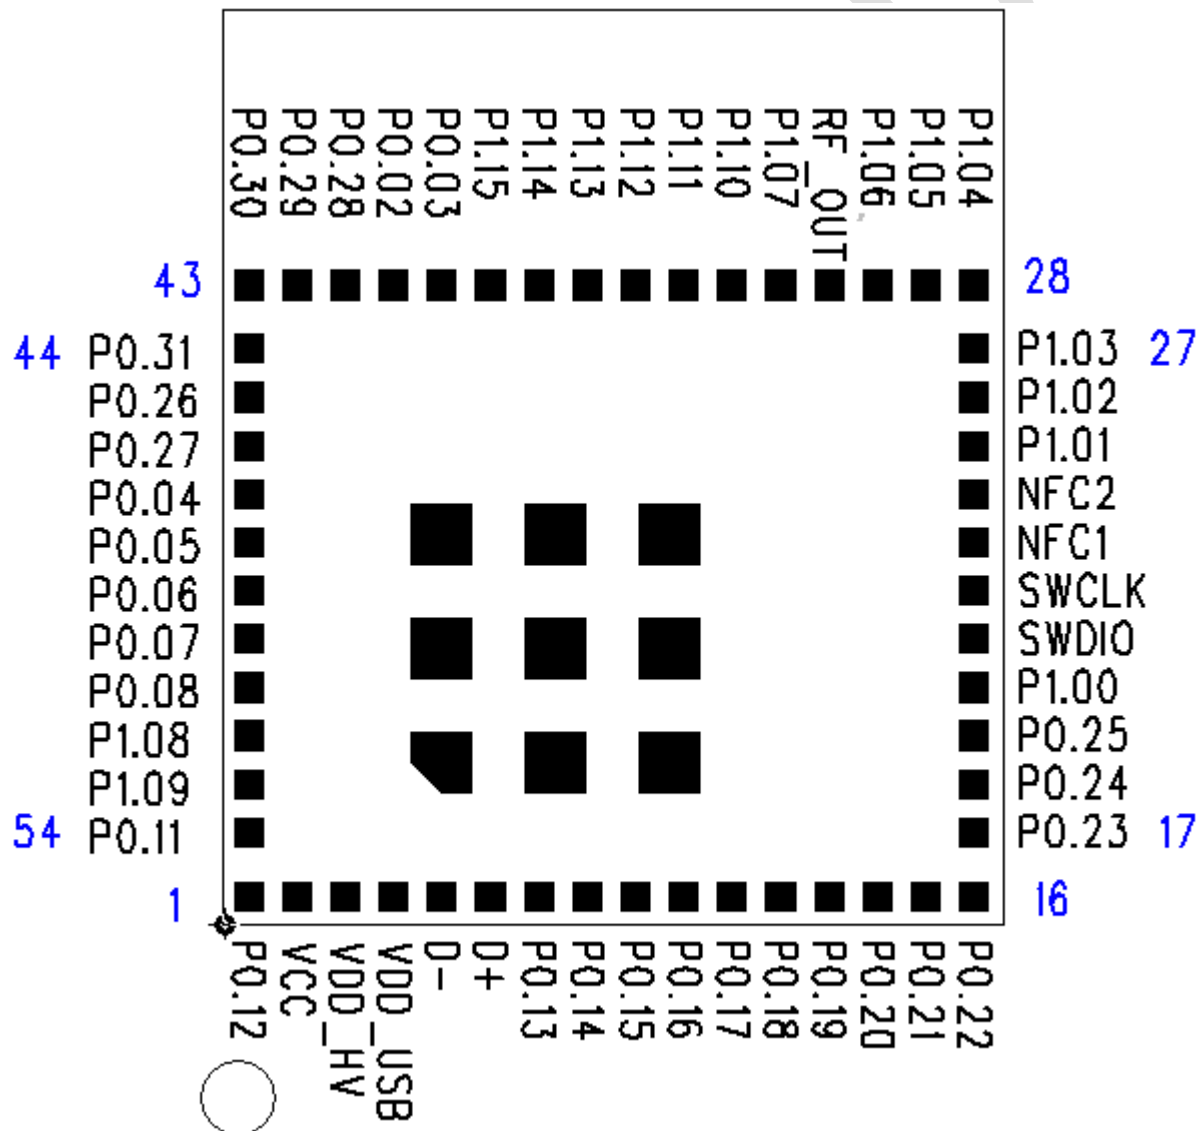 P0.30 P0.29 P0.28 P0.02 P0.03 P1.15 P1.14 P1.13 P1.12 P1.11 P1.10 P1.07 RF_OUT P1.06 P1.05 P1.04
43 28
44 P0.31 P1.03 27
P0.26 P1.02
P0.27 P1.01
P0.04 NFC2
P0.05 NFC1
P0.06 SWCLK
P0.07 SWDIO
P0.08 P1.00
P1.08 P0.25
P1.09 P0.24
54 P0.11 P0.23 17
1 16
P0.12 VCC VDD_HV VDD_USB D- D+ P0.13 P0.14 P0.15 P0.16 P0.17 P0.18 P0.19 P0.20 P0.21 P0.22